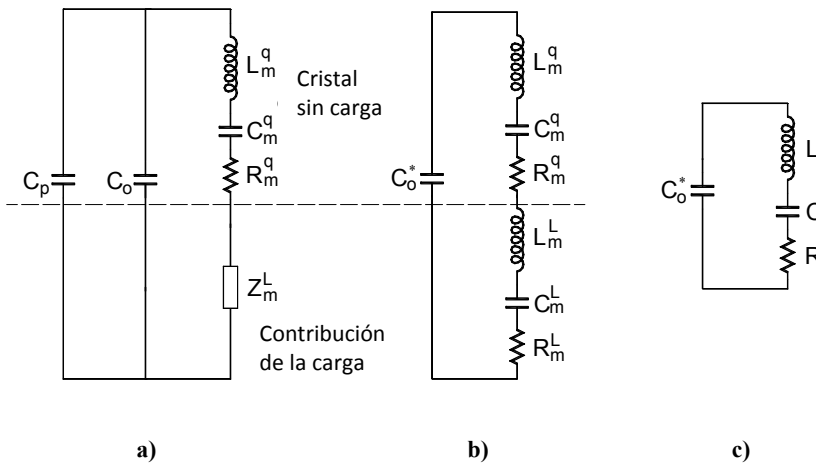 L_m^q
Cristal
sin carga
C_m^q
R_m^q
C_p
C_o
Z_m^L
Contribución
de la carga
a)
L_m^q
C_m^q
R_m^q
C_o^*
L_m^L
C_m^L
R_m^L
b)
L
C_o^*
R
c)